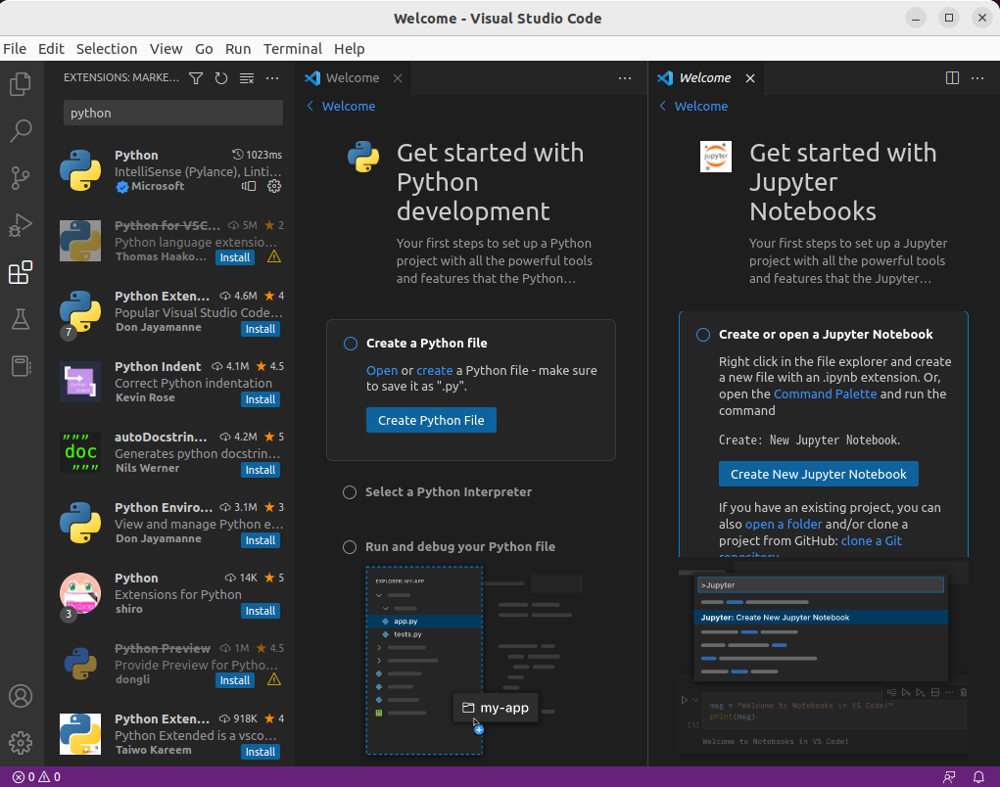 Welcome - Visual Studio Code
File Edit Selection View Go Run Terminal Help
EXTENSIONS: MARKE...
python
Python 1023ms
IntelliSense (Pylance), Linti...
Microsoft
Python for VSC... 5M 2
Python language extensio...
Thomas Haako... Install
Python Exten... 4.6M 4
Popular Visual Studio Code...
Don Jayamanne Install
7
Python Indent 4.1M 4.5
Correct Python indentation
Kevin Rose Install
autoDocstrin... 4.2M 5
Generates python docstrin...
Nils Werner Install
""" doc """
Python Enviro... 3.1M 3
View and manage Python e...
Don Jayamanne Install
Python 14K 5
Extensions for Python
shiro Install
3
Python Preview 1M 4.5
Provide Preview for Pytho...
dongli Install
Python Exten... 918K 4
Python Extended is a vsco...
Taiwo Kareem Install
Welcome
Welcome
Get started with
Python
development
Your first steps to set up a Python
project with all the powerful tools
and features that the Python...
Create a Python file
Open or create a Python file - make sure
to save it as ".py".
Create Python File
Select a Python Interpreter
Run and debug your Python file
EXPLORER: MY-APP
app.py
tests.py
my-app
Welcome
Welcome
jupyter
Get started with
Jupyter
Notebooks
Your first steps to set up a Jupyter
project with all the powerful tools
and features that the Jupyter...
Create or open a Jupyter Notebook
Right click in the file explorer and create
a new file with an .ipynb extension. Or,
open the Command Palette and run the
command
Create: New Jupyter Notebook.
Create New Jupyter Notebook
If you have an existing project, you can
also open a folder and/or clone a
project from GitHub: clone a Git
repository.
>Jupyter
Jupyter: Create New Jupyter Notebook
msg = "Welcome to Notebooks in VS Code!"
print(msg)
[3]
Welcome to Notebooks in VS Code!
0 0